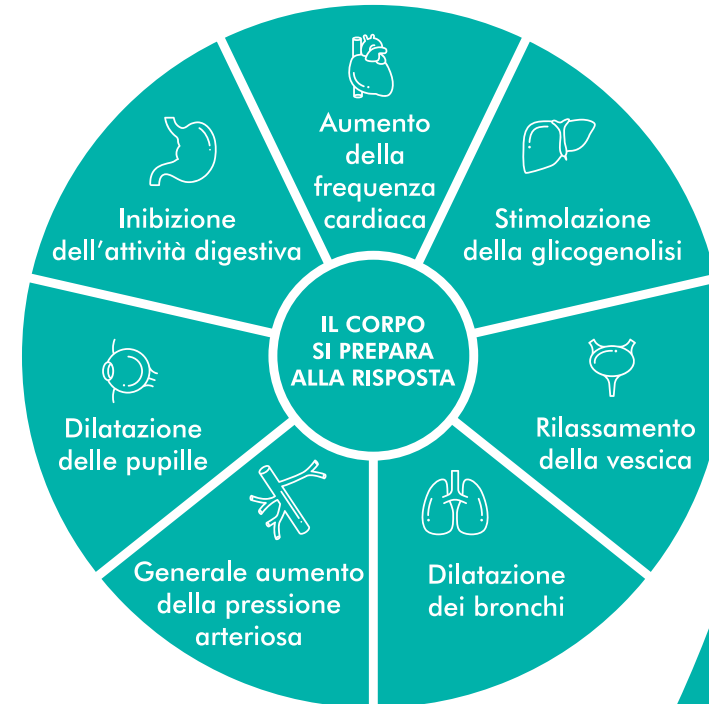 Aumento
della
frequenza
cardiaca
Stimolazione
della glicogenolisi
Rilassamento
della vescica
Dilatazione
dei bronchi
Generale aumento
della pressione
arteriosa
Dilatazione
delle pupille
Inibizione
dell'attività digestiva
IL CORPO
SI PREPARA
ALLA RISPOSTA